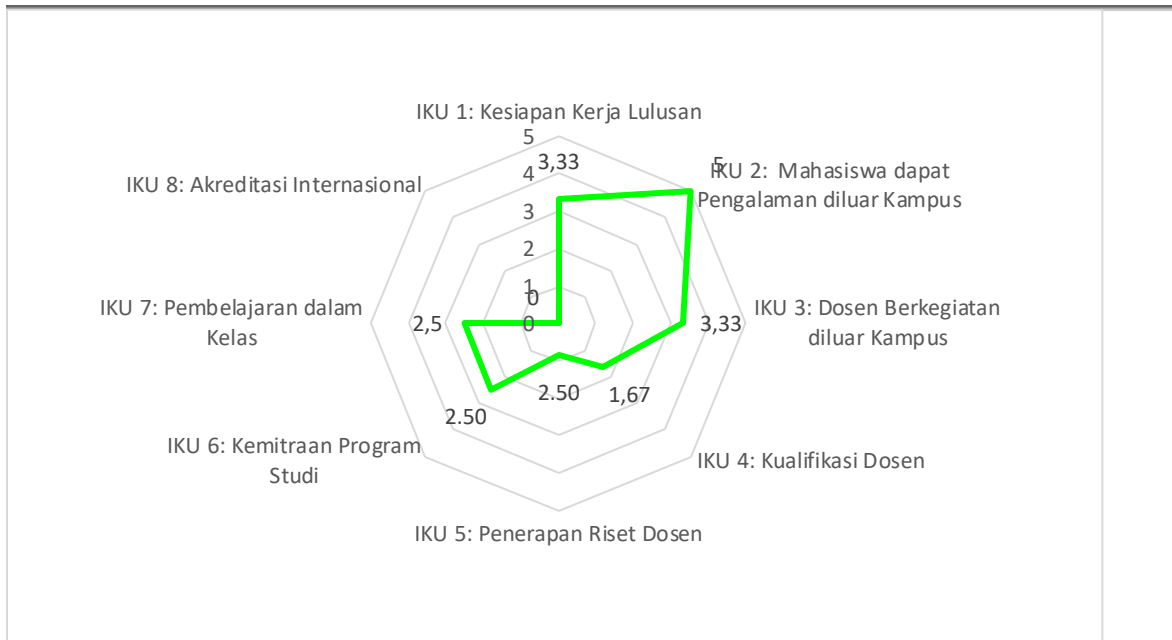 IKU 1: Kesiapan Kerja Lulusan
5
3,33
5
IKU 2: Mahasiswa dapat
Pengalaman diluar Kampus
IKU 8: Akreditasi Internasional
4
3
2
1
0
0
IKU 7: Pembelajaran dalam
Kelas
2,5
3,33
IKU 3: Dosen Berkegiatan
diluar Kampus
2.50
1,67
2.50
IKU 6: Kemitraan Program
Studi
IKU 4: Kualifikasi Dosen
IKU 5: Penerapan Riset Dosen